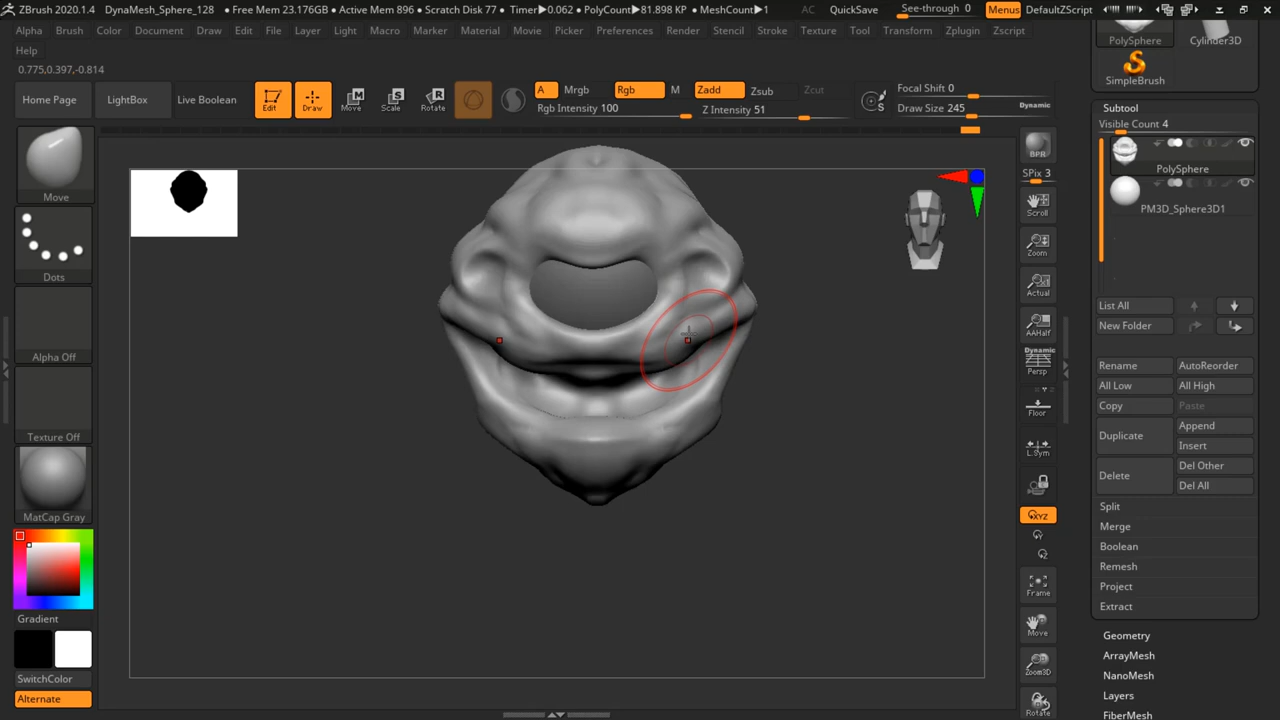 ZBrush 2020.1.4 DynaMesh_Sphere_128 • Free Mem 23.176GB • Active Mem 896 • Scratch Disk 77 • Timer▶0.062 • PolyCount▶81.898 KP • MeshCount▶1 AC QuickSave See-through 0 Menus DefaultZScript
Alpha Brush Color Document Draw Edit File Layer Light Macro Marker Material Movie Picker Preferences Render Stencil Stroke Texture Tool Transform Zplugin Zscript
Help
0.775,0.397,-0.814
Home Page LightBox Live Boolean
Edit Draw Move Scale Rotate
A Mrgb Rgb M Zadd Zsub Zcut
Rgb Intensity 100 Z Intensity 51
Focal Shift 0
Draw Size 245 Dynamic
S
Move
Dots
Alpha Off
Texture Off
MatCap Gray
Gradient
SwitchColor
Alternate
BPR
SPix 3
Scroll
Zoom
Actual
AAHalf
Dynamic
Persp
Floor
L.Sym
XYZ
Y
Z
Frame
Move
Zoom3D
Rotate
PolySphere Cylinder3D
SimpleBrush
Subtool
Visible Count 4
PolySphere
PM3D_Sphere3D1
List All
New Folder
Rename AutoReorder
All Low All High
Copy Paste
Duplicate Append
Insert
Delete Del Other
Del All
Split
Merge
Boolean
Remesh
Project
Extract
Geometry
ArrayMesh
NanoMesh
Layers
FiberMesh